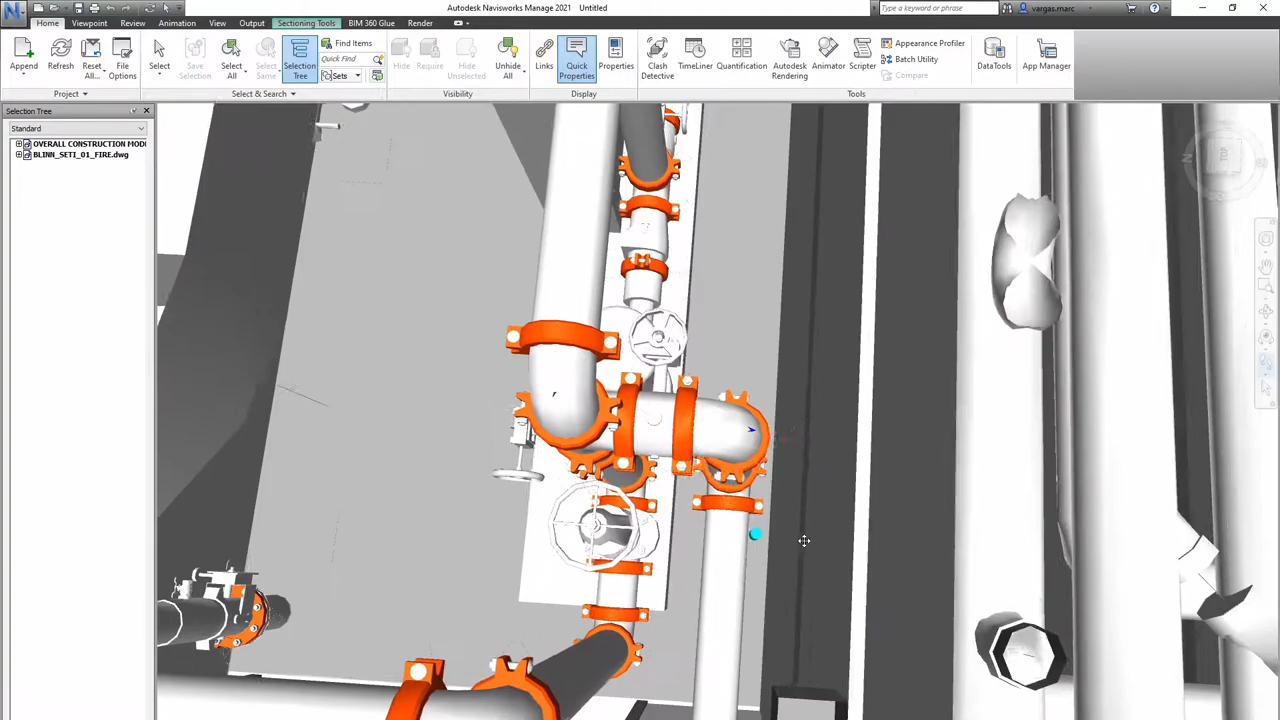 Autodesk Navisworks Manage 2021 Untitled
Type a keyword or phrase
vargas.marc
Home Viewpoint Review Animation View Output Sectioning Tools BIM 360 Glue Render
Append
Refresh
Reset All...
File Options
Project
Select
Save Selection
Select All
Select Same
Selection Tree
Find Items
Quick Find
Sets
Select & Search
Hide
Require
Hide Unselected
Unhide All
Visibility
Links
Quick Properties
Properties
Display
Clash Detective
TimeLiner
Quantification
Autodesk Rendering
Animator
Scripter
Appearance Profiler
Batch Utility
Compare
Tools
DataTools
App Manager
Selection Tree
Standard
OVERALL CONSTRUCTION MOD
BLINN_SETI_01_FIRE.dwg